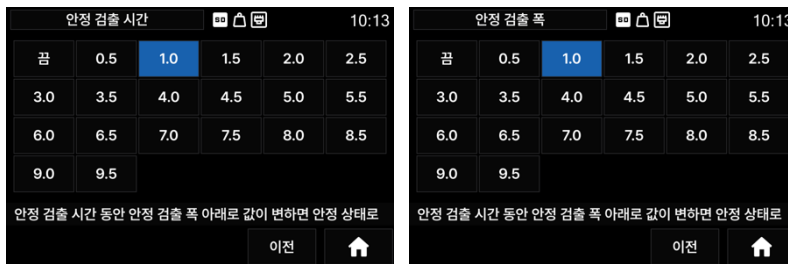 안정 검출 시간 SD 10:13
끔 0.5 1.0 1.5 2.0 2.5
3.0 3.5 4.0 4.5 5.0 5.5
6.0 6.5 7.0 7.5 8.0 8.5
9.0 9.5
안정 검출 시간 동안 안정 검출 폭 아래로 값이 변하면 안정 상태로
이전
안정 검출 폭 SD 10:13
끔 0.5 1.0 1.5 2.0 2.5
3.0 3.5 4.0 4.5 5.0 5.5
6.0 6.5 7.0 7.5 8.0 8.5
9.0 9.5
안정 검출 시간 동안 안정 검출 폭 아래로 값이 변하면 안정 상태로
이전